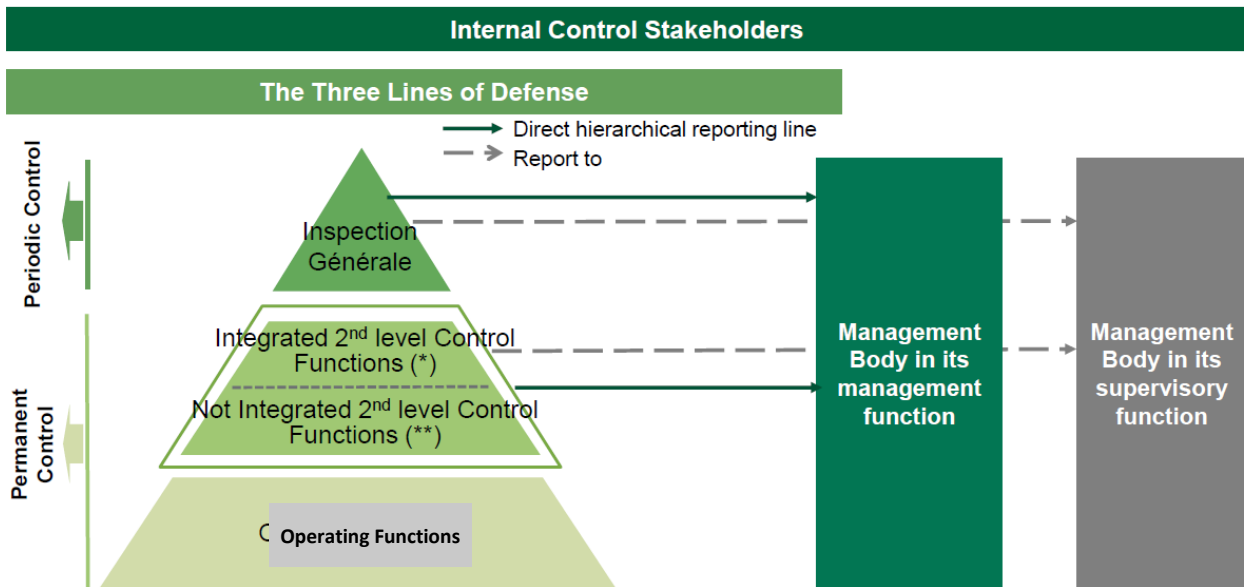 Internal Control Stakeholders
The Three Lines of Defense
Direct hierarchical reporting line
Report to
Periodic Control
Inspection
Générale
Permanent
Control
Integrated 2nd level Control
Functions (*)
Not Integrated 2nd level Control
Functions (**)
Operating Functions
Management
Body in its
management
function
Management
Body in its
supervisory
function